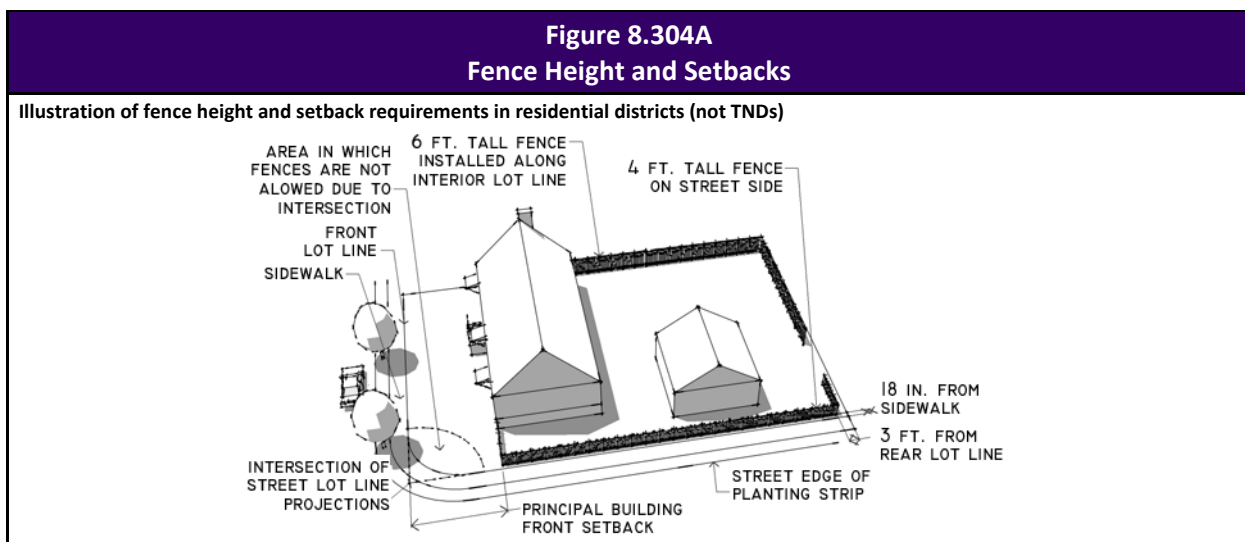 Figure 8.304A
Fence Height and Setbacks
Illustration of fence height and setback requirements in residential districts (not TNDs)
AREA IN WHICH
FENCES ARE NOT
ALOWED DUE TO
INTERSECTION
6 FT. TALL FENCE
INSTALLED ALONG
INTERIOR LOT LINE
4 FT. TALL FENCE
ON STREET SIDE
FRONT
LOT LINE
SIDEWALK
18 IN. FROM
SIDEWALK
3 FT. FROM
REAR LOT LINE
INTERSECTION OF
STREET LOT LINE
PROJECTIONS
STREET EDGE OF
PLANTING STRIP
PRINCIPAL BUILDING
FRONT SETBACK